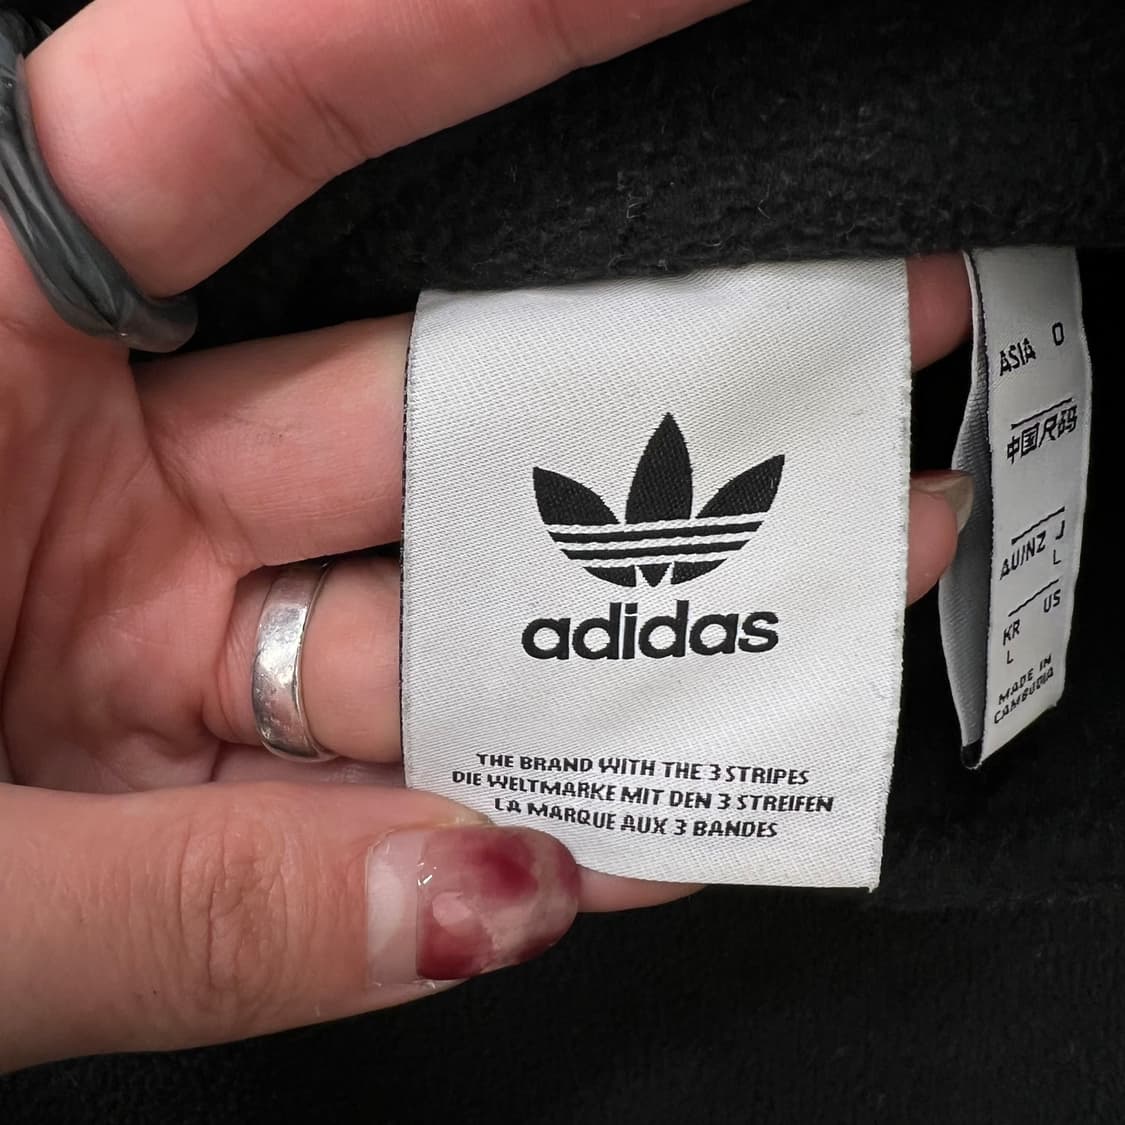 adidas
THE BRAND WITH THE 3 STRIPES
DIE WELTMARKE MIT DEN 3 STREIFEN
LA MARQUE AUX 3 BANDES
ASIA O
中国尺码
AU/NZ J
L
KR US
L
MADE IN
CAMBODIA